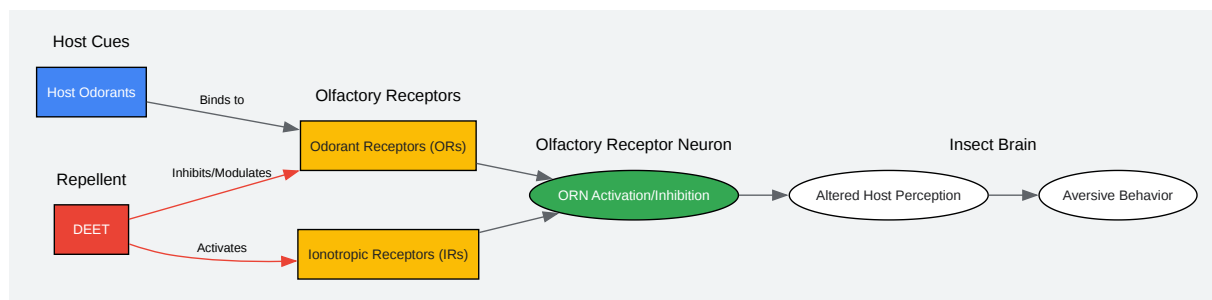 Host Cues
Host Odorants
Binds to
Olfactory Receptors
Odorant Receptors (ORs)
Repellent
DEET
Inhibits/Modulates
Activates
Ionotropic Receptors (IRs)
Olfactory Receptor Neuron
ORN Activation/Inhibition
Insect Brain
Altered Host Perception
Aversive Behavior